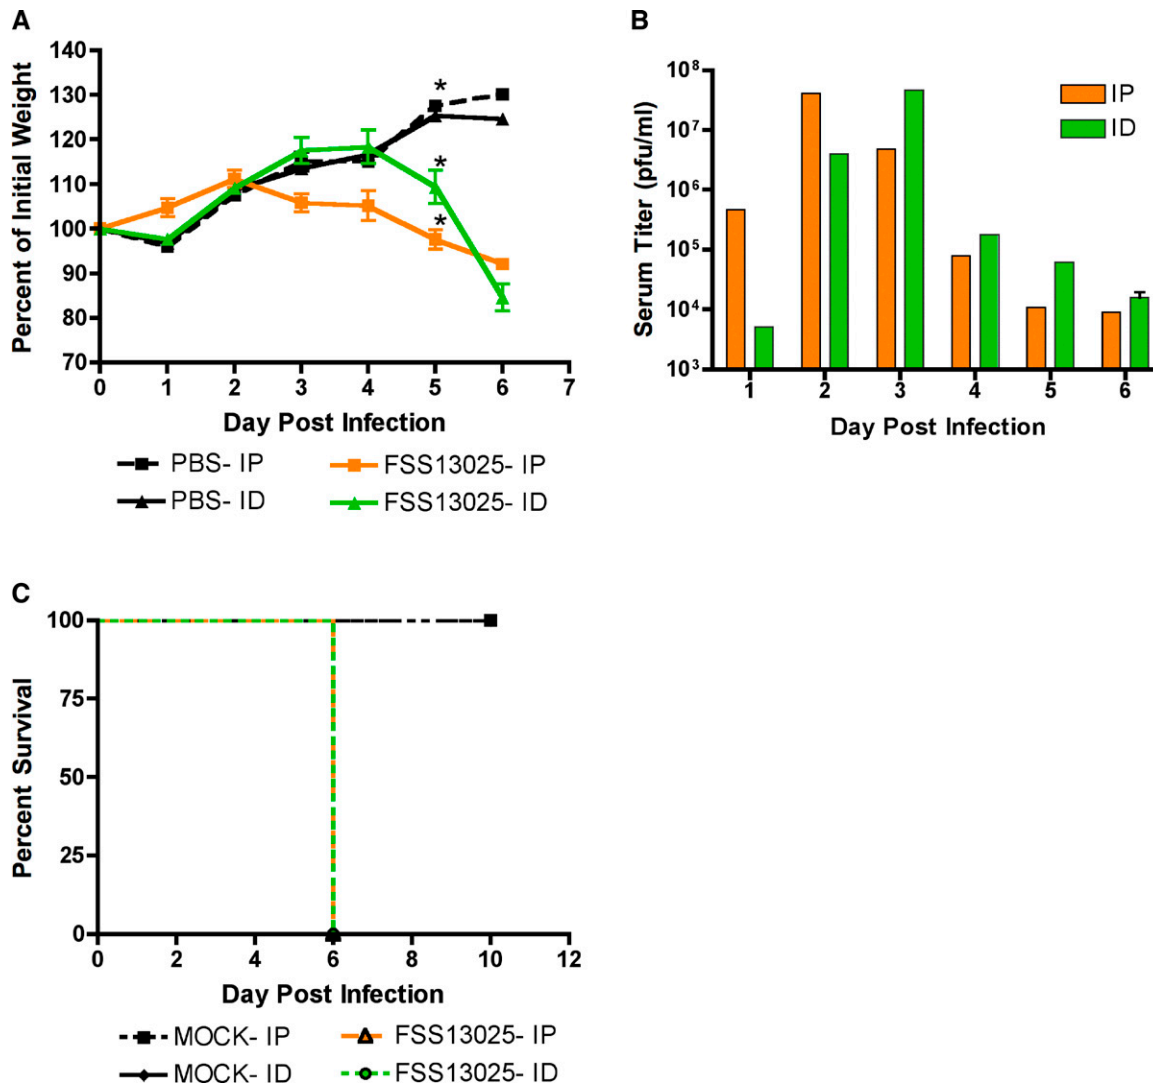 A
Percent of Initial Weight
140
130
120
110
100
90
80
70
*
*
*
0 1 2 3 4 5 6 7
Day Post Infection
PBS- IP
FSS13025- IP
PBS- ID
FSS13025- ID
B
Serum Titer (pfu/ml)
10⁸
10⁷
10⁶
10⁵
10⁴
10³
IP
ID
1 2 3 4 5 6
Day Post Infection
C
Percent Survival
100
75
50
25
0
0 2 4 6 8 10 12
Day Post Infection
MOCK- IP
FSS13025- IP
MOCK- ID
FSS13025- ID